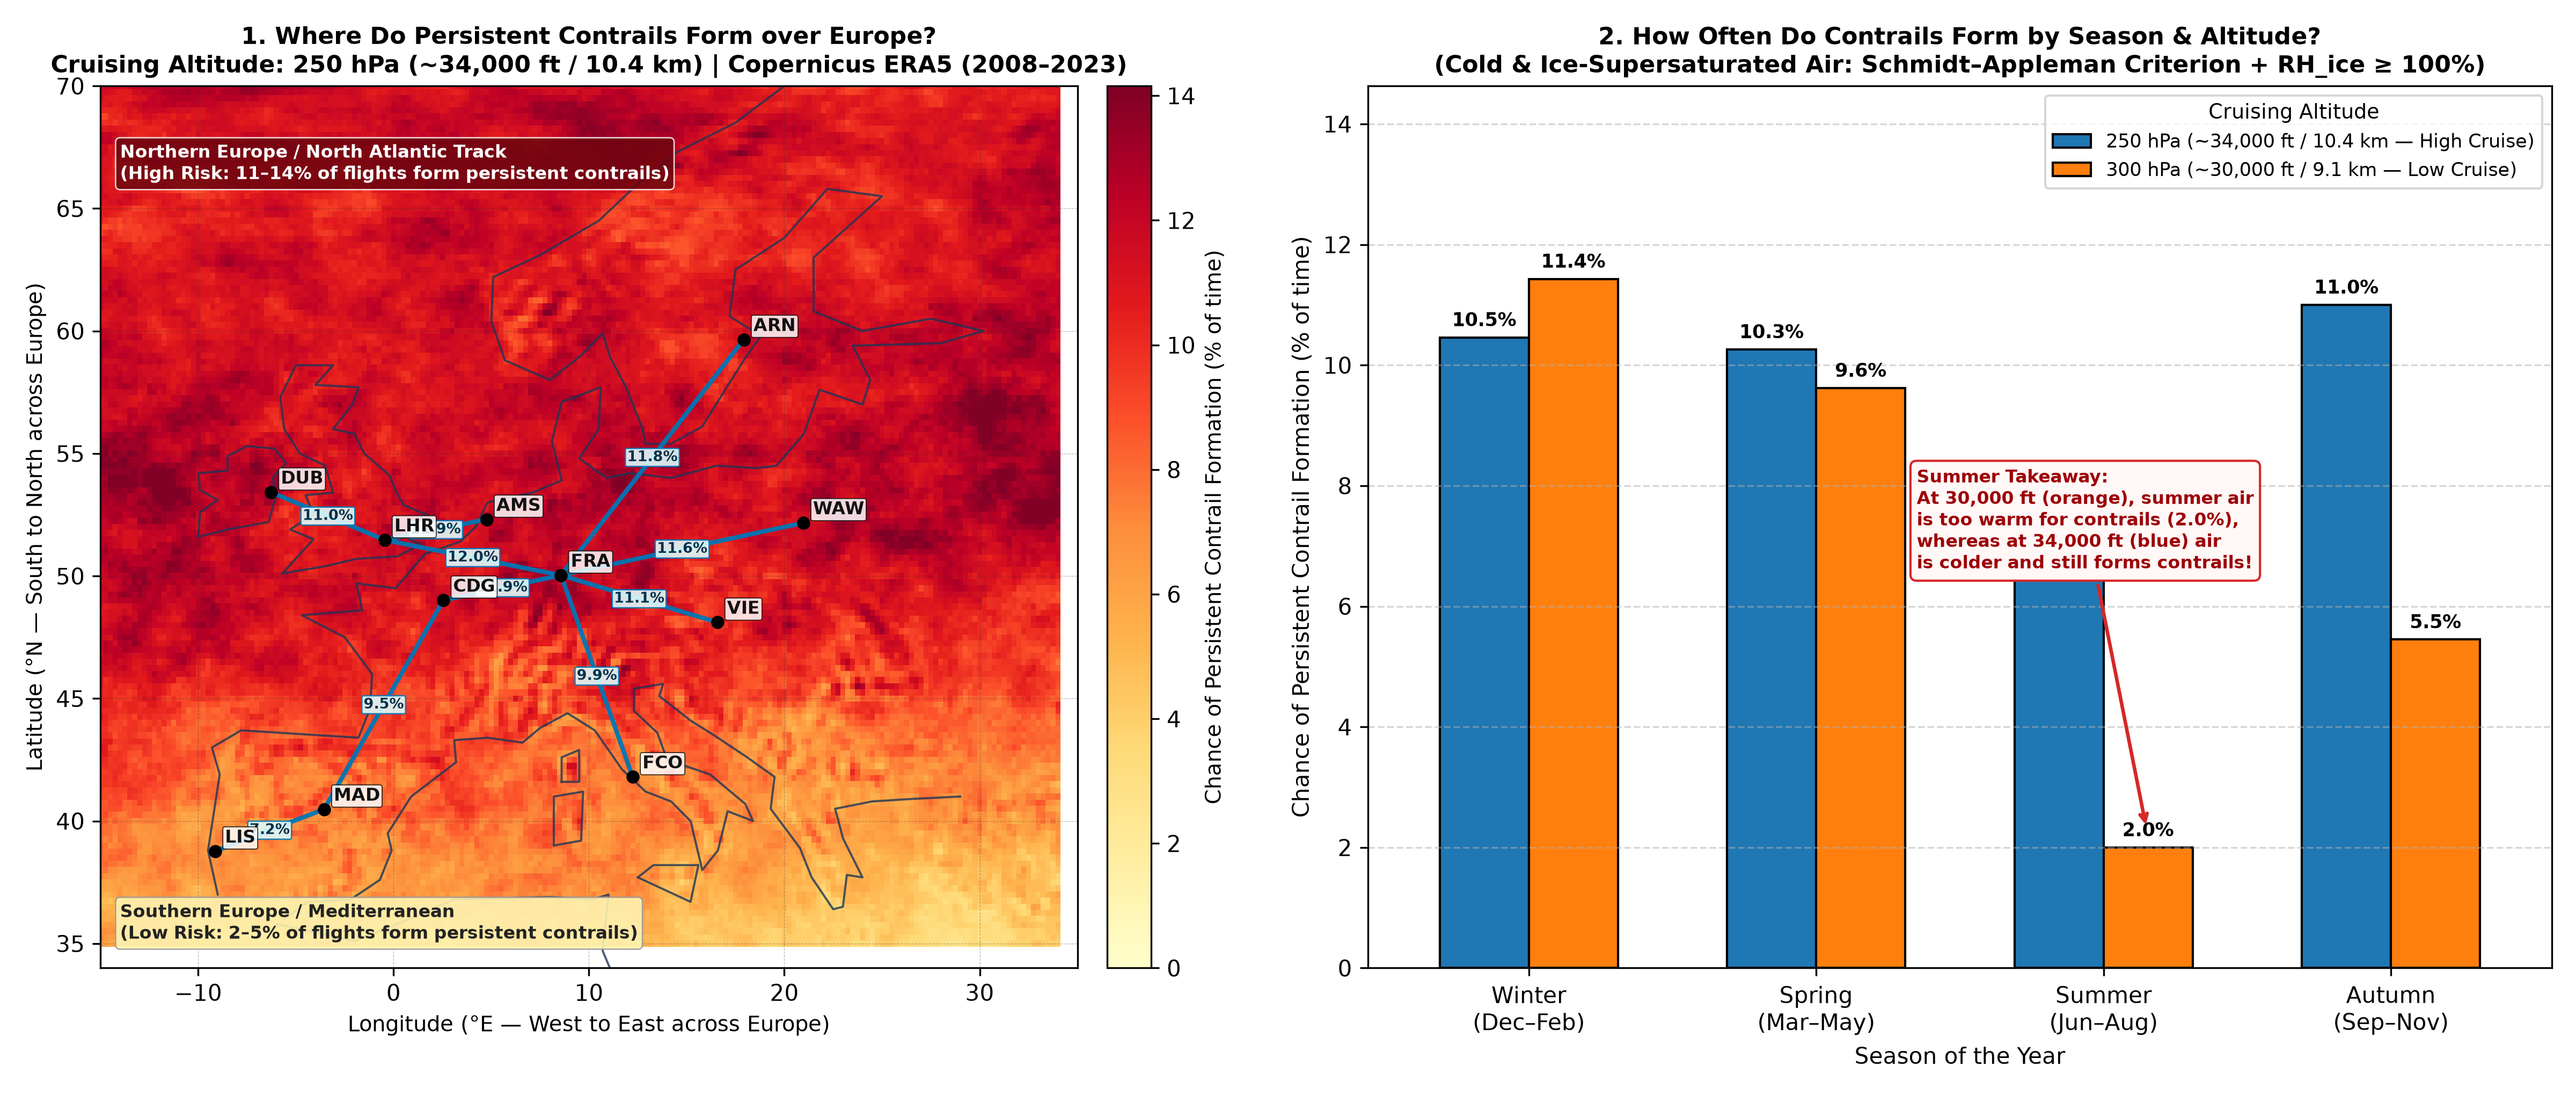 1. Where Do Persistent Contrails Form over Europe?
Cruising Altitude: 250 hPa (~34,000 ft / 10.4 km) | Copernicus ERA5 (2008–2023)
Latitude (°N — South to North across Europe)
70
65
60
55
50
45
40
35
Northern Europe / North Atlantic Track
(High Risk: 11–14% of flights form persistent contrails)
ARN
11.8%
DUB
11.0%
LHR
9%
AMS
WAW
12.0%
11.6%
FRA
CDG
.9%
11.1%
VIE
9.9%
9.5%
FCO
MAD
LIS
.2%
Southern Europe / Mediterranean
(Low Risk: 2–5% of flights form persistent contrails)
−10
0
10
20
30
Longitude (°E — West to East across Europe)
14
12
10
8
6
4
2
0
Chance of Persistent Contrail Formation (% of time)
2. How Often Do Contrails Form by Season & Altitude?
(Cold & Ice-Supersaturated Air: Schmidt–Appleman Criterion + RH_ice ≥ 100%)
Chance of Persistent Contrail Formation (% of time)
14
12
10
8
6
4
2
0
Cruising Altitude
250 hPa (~34,000 ft / 10.4 km — High Cruise)
300 hPa (~30,000 ft / 9.1 km — Low Cruise)
10.5%
11.4%
10.3%
9.6%
11.0%
5.5%
2.0%
Summer Takeaway:
At 30,000 ft (orange), summer air
is too warm for contrails (2.0%),
whereas at 34,000 ft (blue) air
is colder and still forms contrails!
Winter
(Dec–Feb)
Spring
(Mar–May)
Summer
(Jun–Aug)
Autumn
(Sep–Nov)
Season of the Year